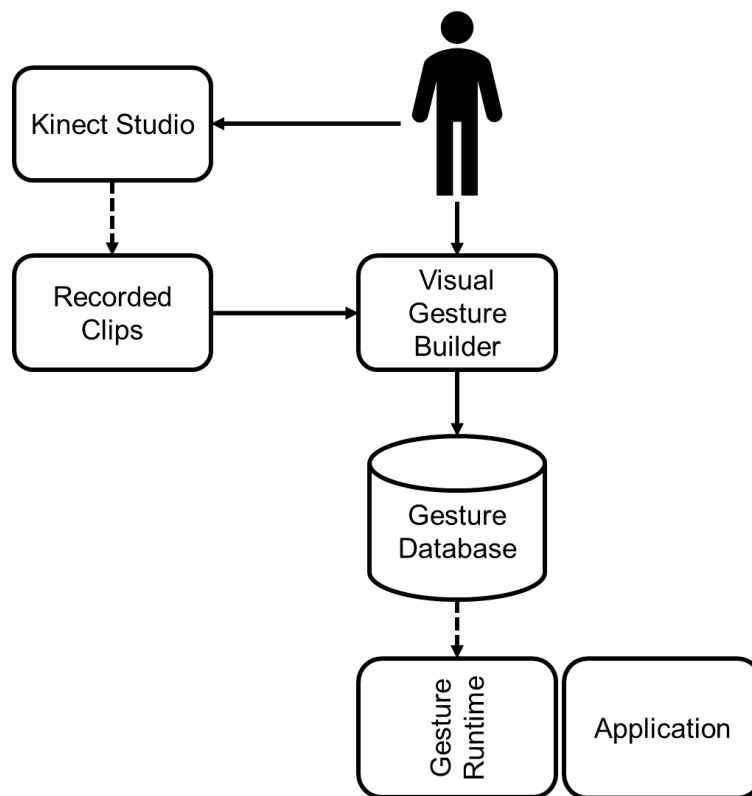 Kinect Studio
Recorded
Clips
Visual
Gesture
Builder
Gesture
Database
Gesture
Runtime
Application